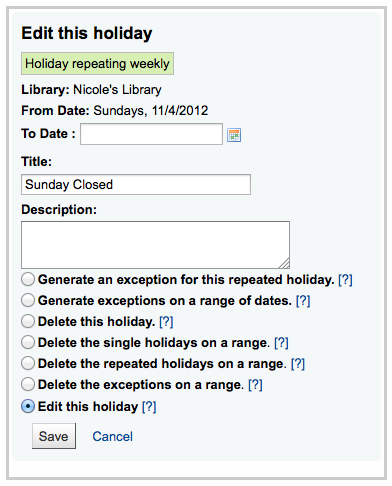 Edit this holiday
Holiday repeating weekly
Library: Nicole's Library
From Date: Sundays, 11/4/2012
To Date :
Title:
Sunday Closed
Description:
Generate an exception for this repeated holiday. [?]
Generate exceptions on a range of dates. [?]
Delete this holiday. [?]
Delete the single holidays on a range. [?]
Delete the repeated holidays on a range. [?]
Delete the exceptions on a range. [?]
Edit this holiday [?]
Save Cancel